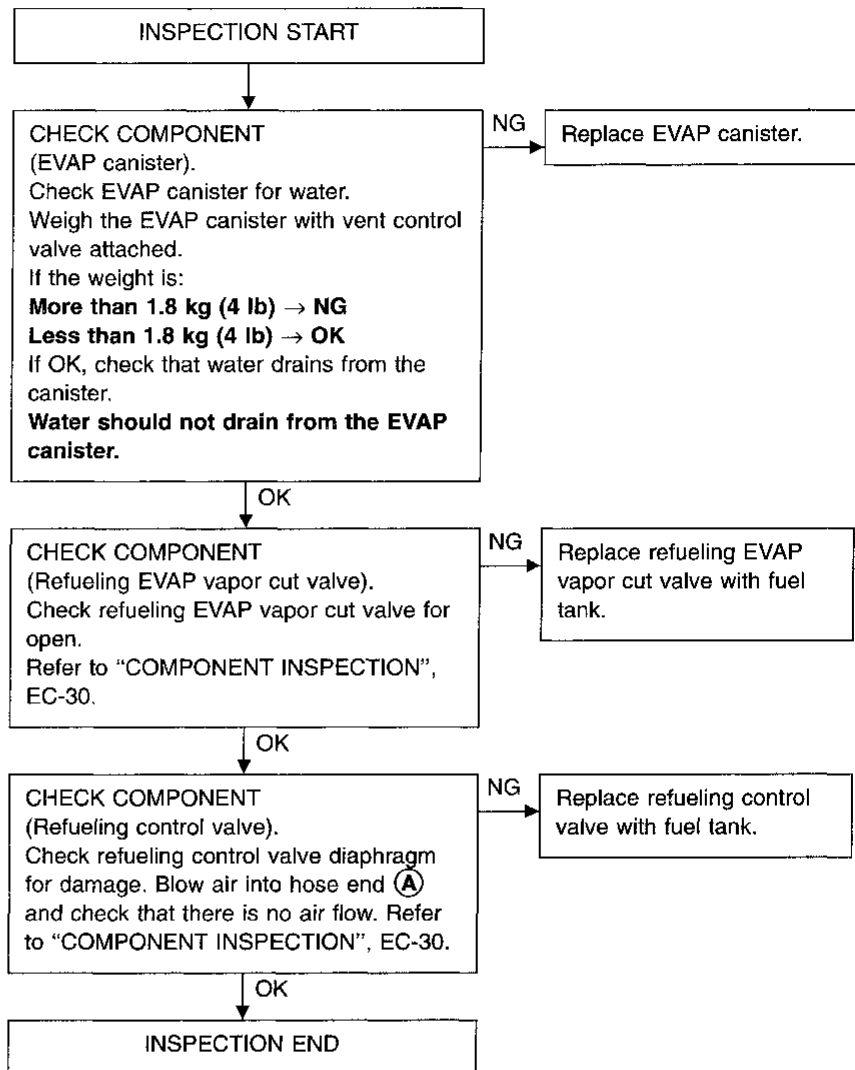 INSPECTION START
CHECK COMPONENT
(EVAP canister).
Check EVAP canister for water.
Weigh the EVAP canister with vent control
valve attached.
If the weight is:
More than 1.8 kg (4 lb) → NG
Less than 1.8 kg (4 lb) → OK
If OK, check that water drains from the
canister.
Water should not drain from the EVAP
canister.
NG
Replace EVAP canister.
OK
CHECK COMPONENT
(Refueling EVAP vapor cut valve).
Check refueling EVAP vapor cut valve for
open.
Refer to “COMPONENT INSPECTION”,
EC-30.
NG
Replace refueling EVAP
vapor cut valve with fuel
tank.
OK
CHECK COMPONENT
(Refueling control valve).
Check refueling control valve diaphragm
for damage. Blow air into hose end Ⓐ
and check that there is no air flow. Refer
to “COMPONENT INSPECTION”, EC-30.
NG
Replace refueling control
valve with fuel tank.
OK
INSPECTION END